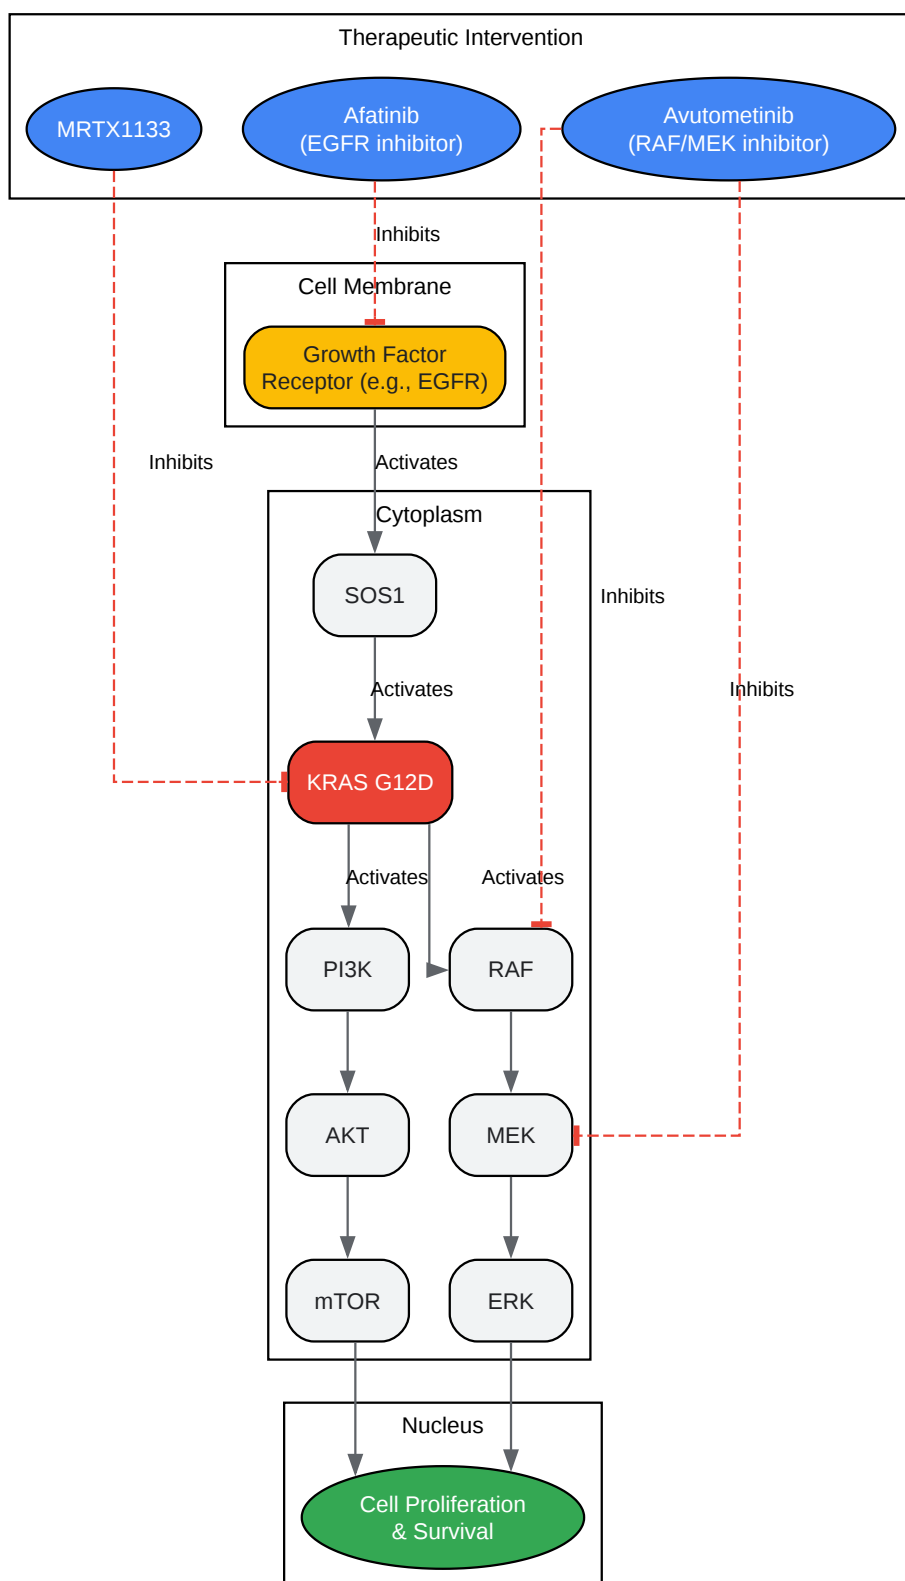 Therapeutic Intervention
MRTX1133
Afatinib
(EGFR inhibitor)
Avutometinib
(RAF/MEK inhibitor)
Inhibits
Cell Membrane
Growth Factor
Receptor (e.g., EGFR)
Inhibits
Activates
Cytoplasm
SOS1
Inhibits
Activates
Inhibits
KRAS G12D
Activates
Activates
PI3K
RAF
AKT
MEK
mTOR
ERK
Nucleus
Cell Proliferation
& Survival